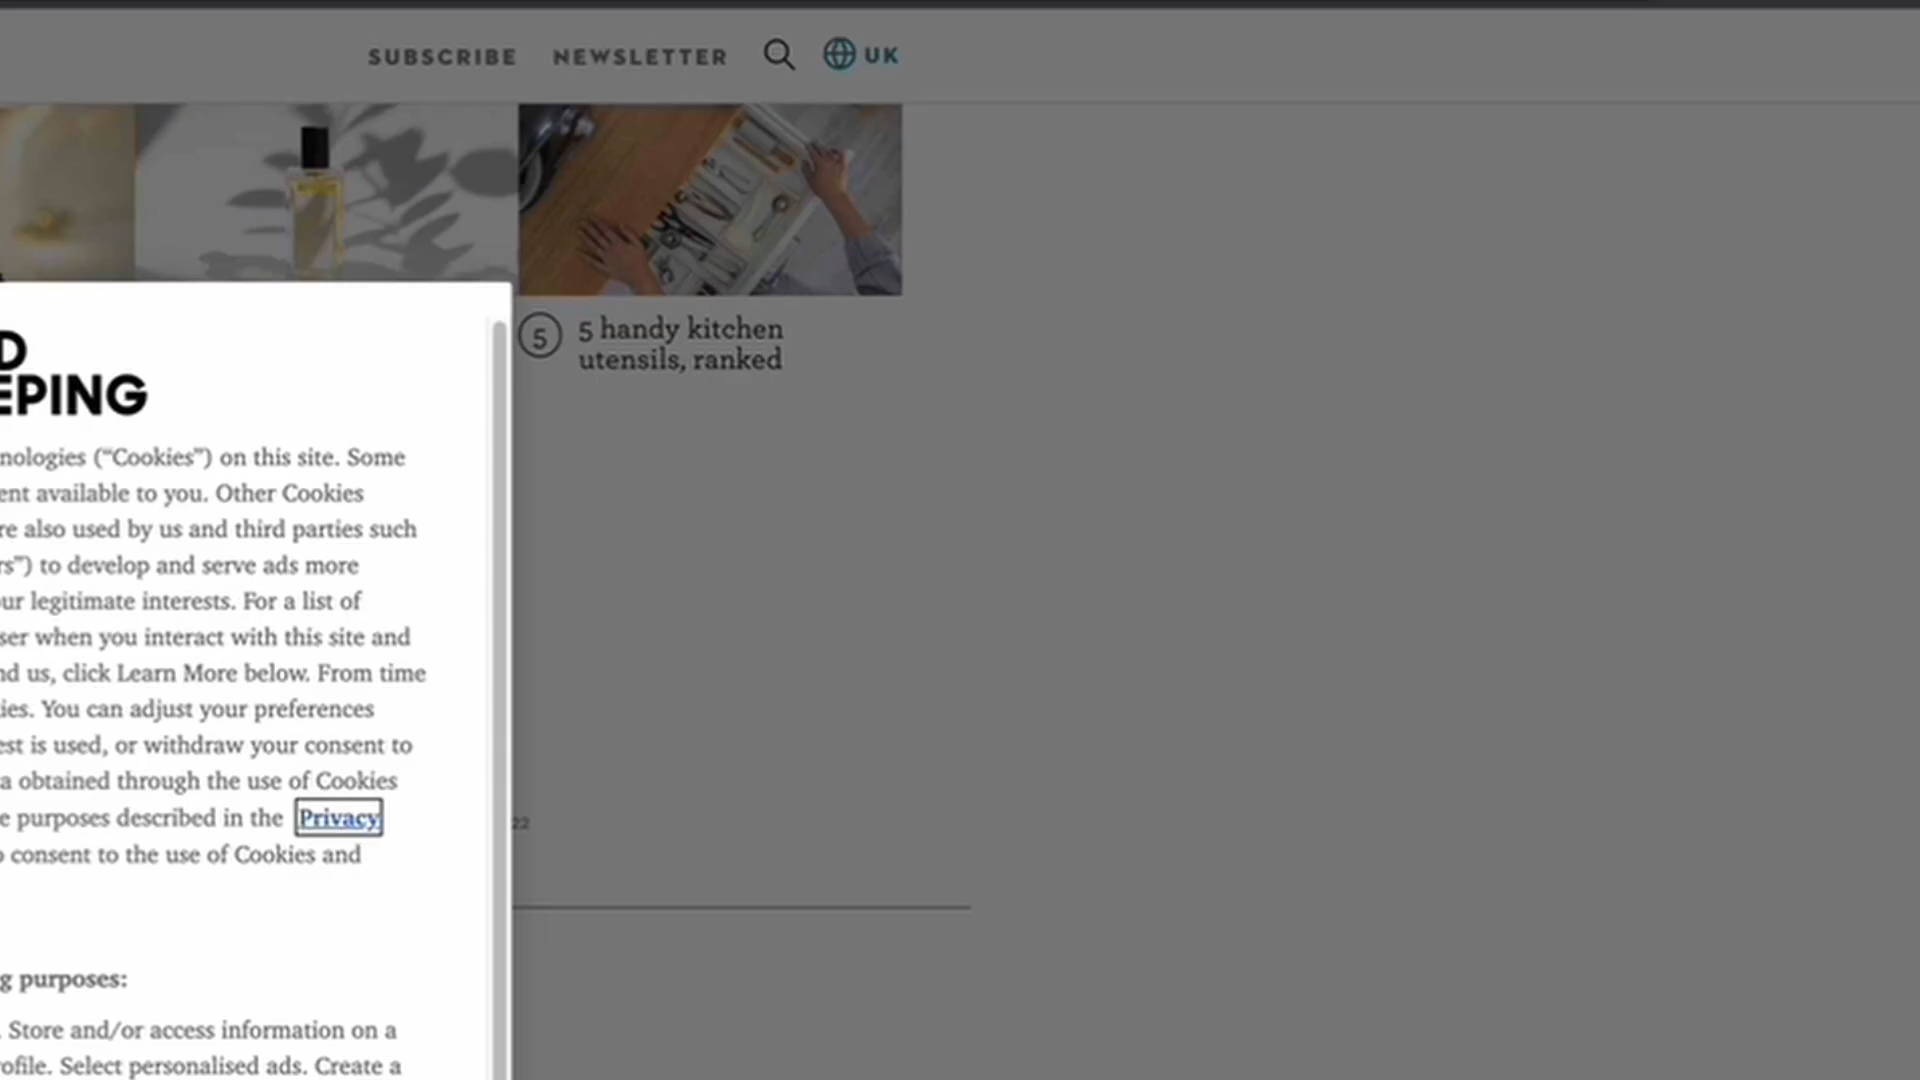 SUBSCRIBE NEWSLETTER UK
5 5 handy kitchen
utensils, ranked
D
EPING
nologies (“Cookies”) on this site. Some
ent available to you. Other Cookies
re also used by us and third parties such
rs”) to develop and serve ads more
ur legitimate interests. For a list of
ser when you interact with this site and
nd us, click Learn More below. From time
ies. You can adjust your preferences
est is used, or withdraw your consent to
a obtained through the use of Cookies
e purposes described in the Privacy
o consent to the use of Cookies and
22
g purposes:
. Store and/or access information on a
rofile. Select personalised ads. Create a